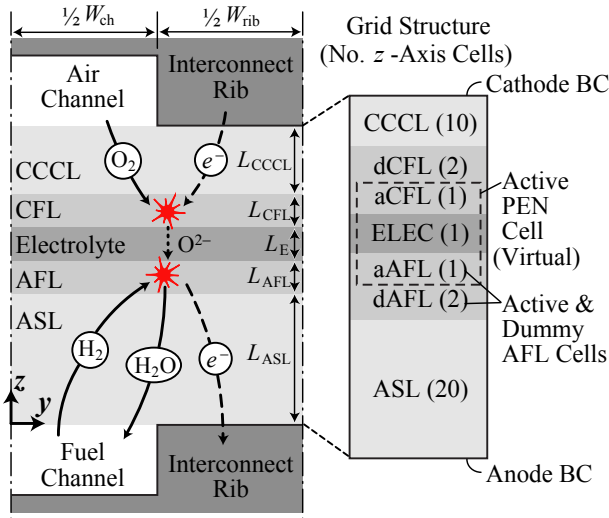 ½ W_ch
½ W_rib
Air
Channel
Interconnect
Rib
CCCL
O₂
e⁻
L_CCCL
CFL
L_CFL
Electrolyte
O²⁻
L_E
AFL
L_AFL
ASL
H₂
H₂O
e⁻
L_ASL
z
y
Fuel
Channel
Interconnect
Rib
Grid Structure
(No. z -Axis Cells)
Cathode BC
CCCL (10)
dCFL (2)
aCFL (1)
ELEC (1)
aAFL (1)
dAFL (2)
ASL (20)
Active
PEN
Cell
(Virtual)
Active &
Dummy
AFL Cells
Anode BC